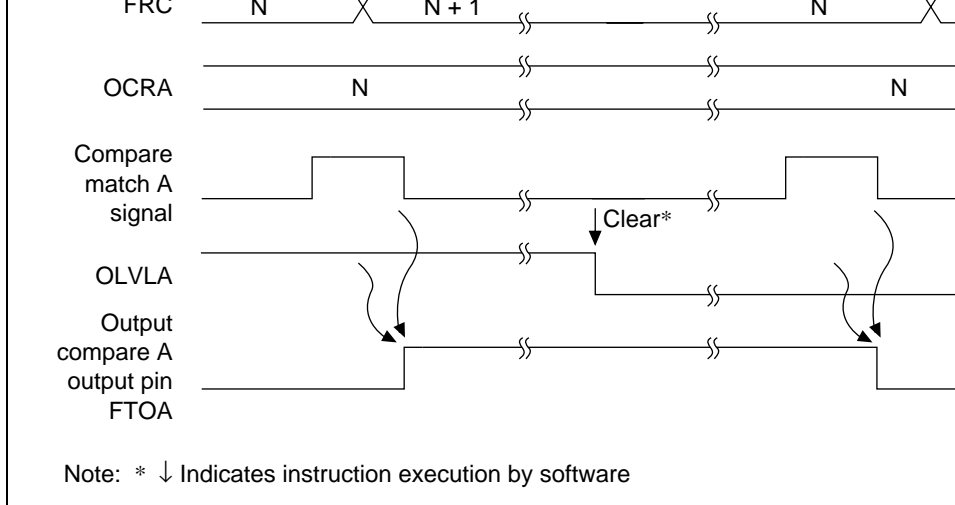 FRC N N + 1 N
OCRA N N
Compare
match A
signal
Clear*
OLVLA
Output
compare A
output pin
FTOA
Note: * ↓ Indicates instruction execution by software